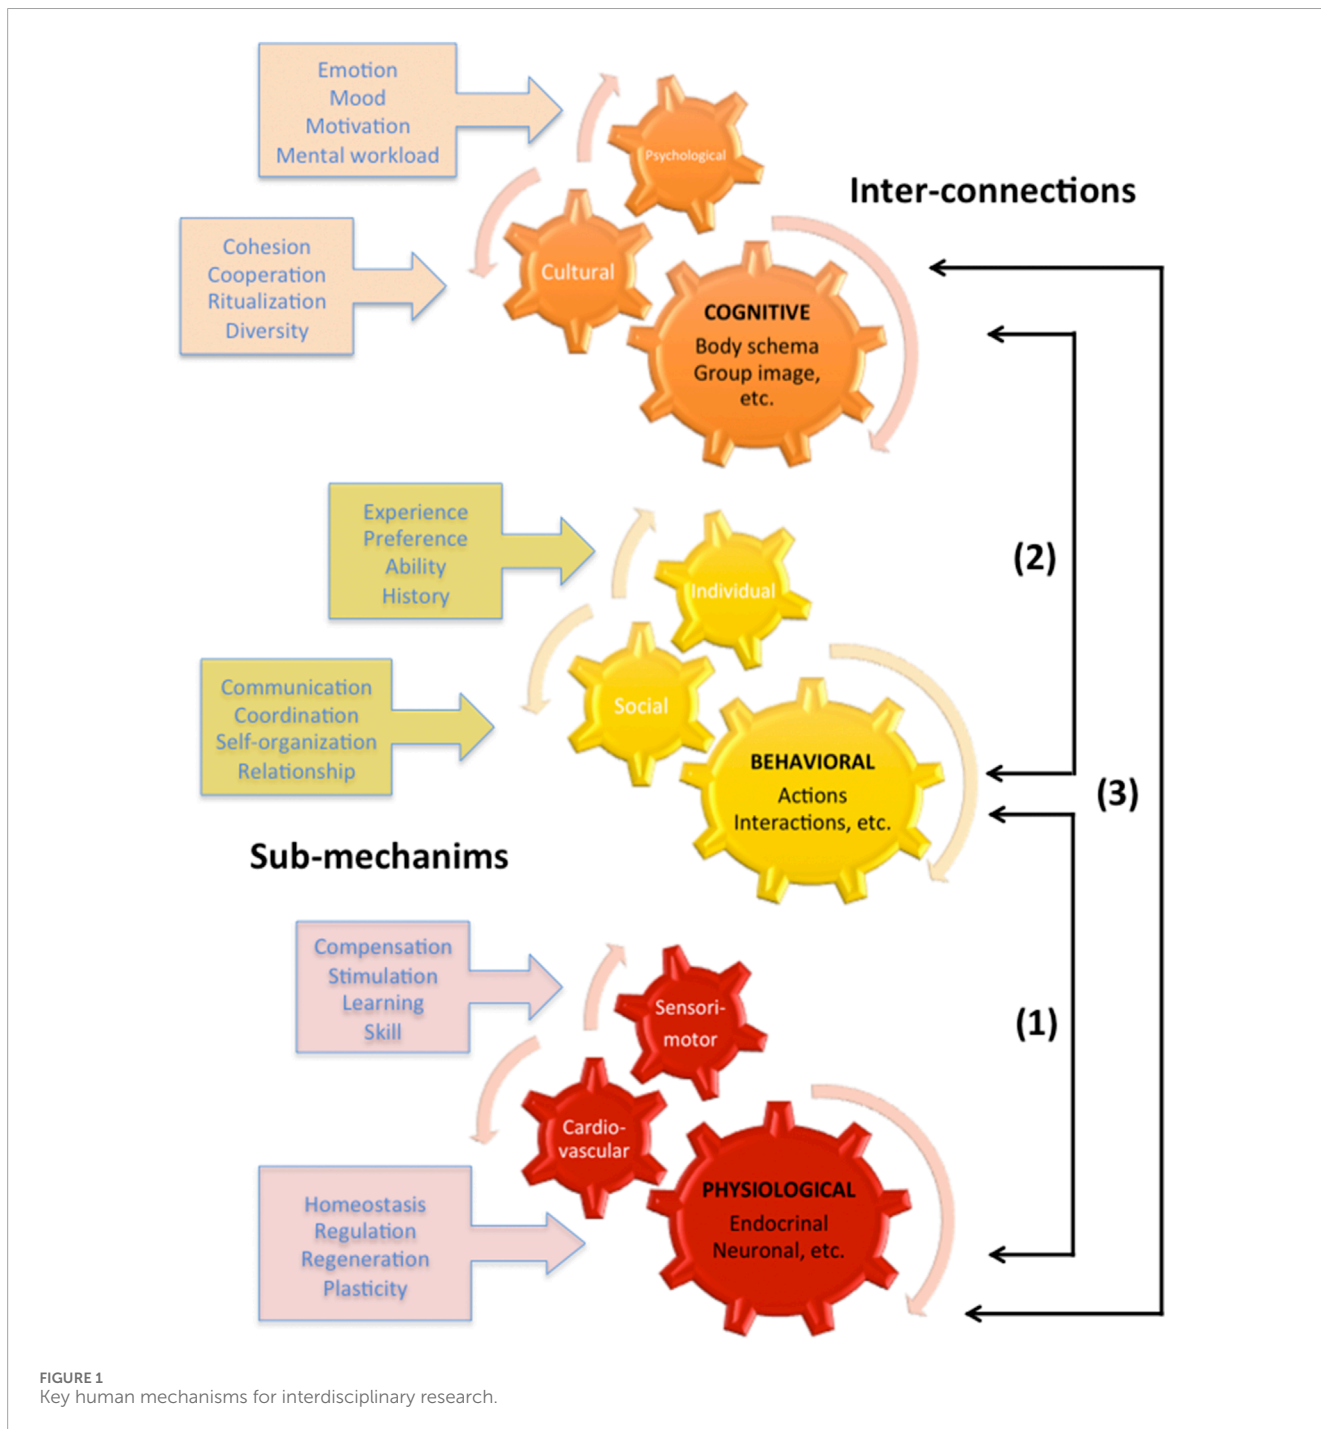 Emotion
Mood
Motivation
Mental workload
Psychological
Inter-connections
Cohesion
Cooperation
Ritualization
Diversity
Cultural
COGNITIVE
Body schema
Group image,
etc.
Experience
Preference
Ability
History
Individual
(2)
Communication
Coordination
Self-organization
Relationship
Social
BEHAVIORAL
Actions
Interactions, etc.
(3)
Sub-mechanims
Compensation
Stimulation
Learning
Skill
Sensori-
motor
(1)
Cardio-
vascular
Homeostasis
Regulation
Regeneration
Plasticity
PHYSIOLOGICAL
Endocrinal
Neuronal, etc.
FIGURE 1
Key human mechanisms for interdisciplinary research.